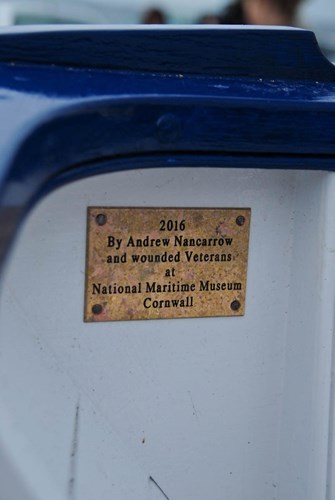 2016
By Andrew Nancarrow
and wounded Veterans
at
National Maritime Museum
Cornwall